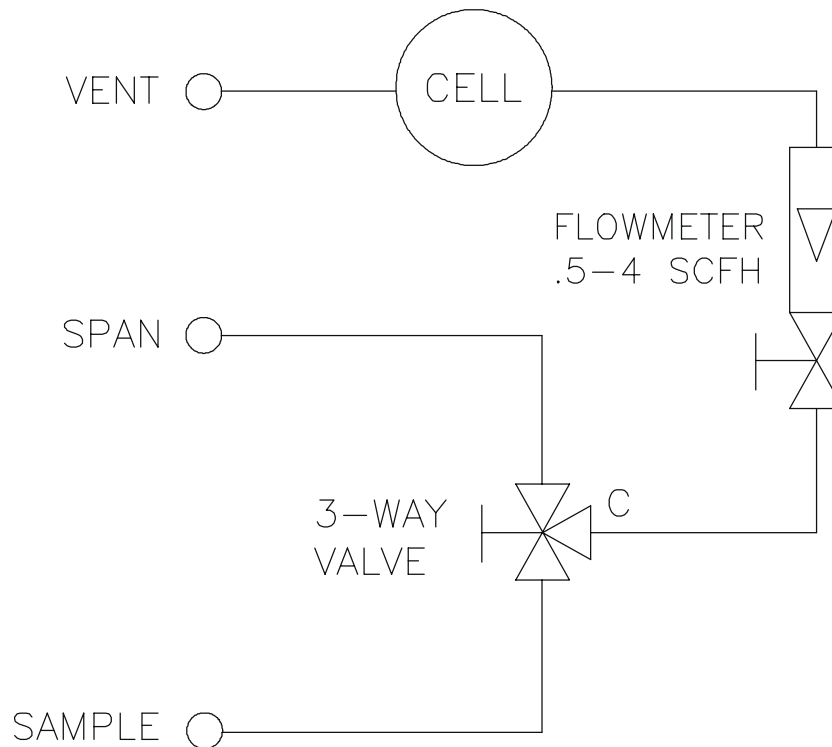 VENT
CELL
FLOWMETER
.5-4 SCFH
SPAN
3-WAY
VALVE
C
SAMPLE